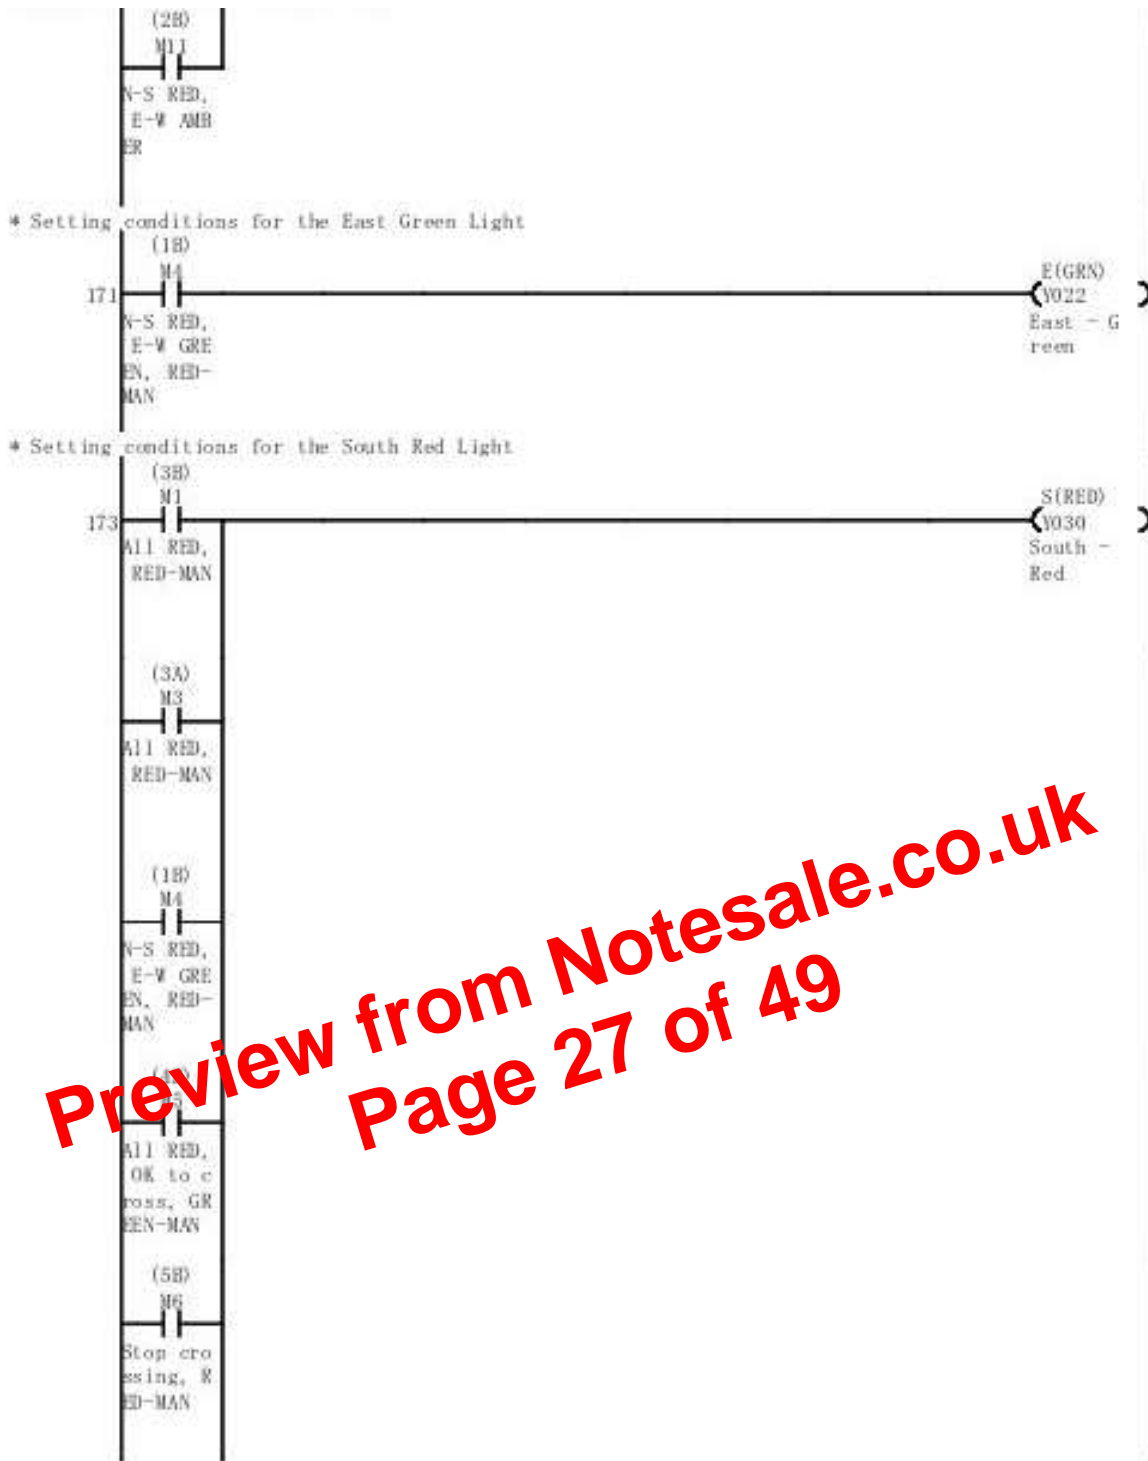 (2B)
M11
N-S RED,
E-W AMB
ER
* Setting conditions for the East Green Light
(1B)
M4
E(GRN)
171
Y022
N-S RED,
East - G
E-W GRE
reen
EN, RED-
MAN
* Setting conditions for the South Red Light
(3B)
M1
S(RED)
173
Y030
All RED,
South -
RED-MAN
Red
(3A)
M3
All RED,
RED-MAN
(1B)
M4
N-S RED,
E-W GRE
EN, RED-
MAN
M5
All RED,
OK to c
ross, GR
EEN-MAN
(5B)
M6
Stop cro
ssing, R
ED-MAN
Preview from Notesale.co.uk
Page 27 of 49